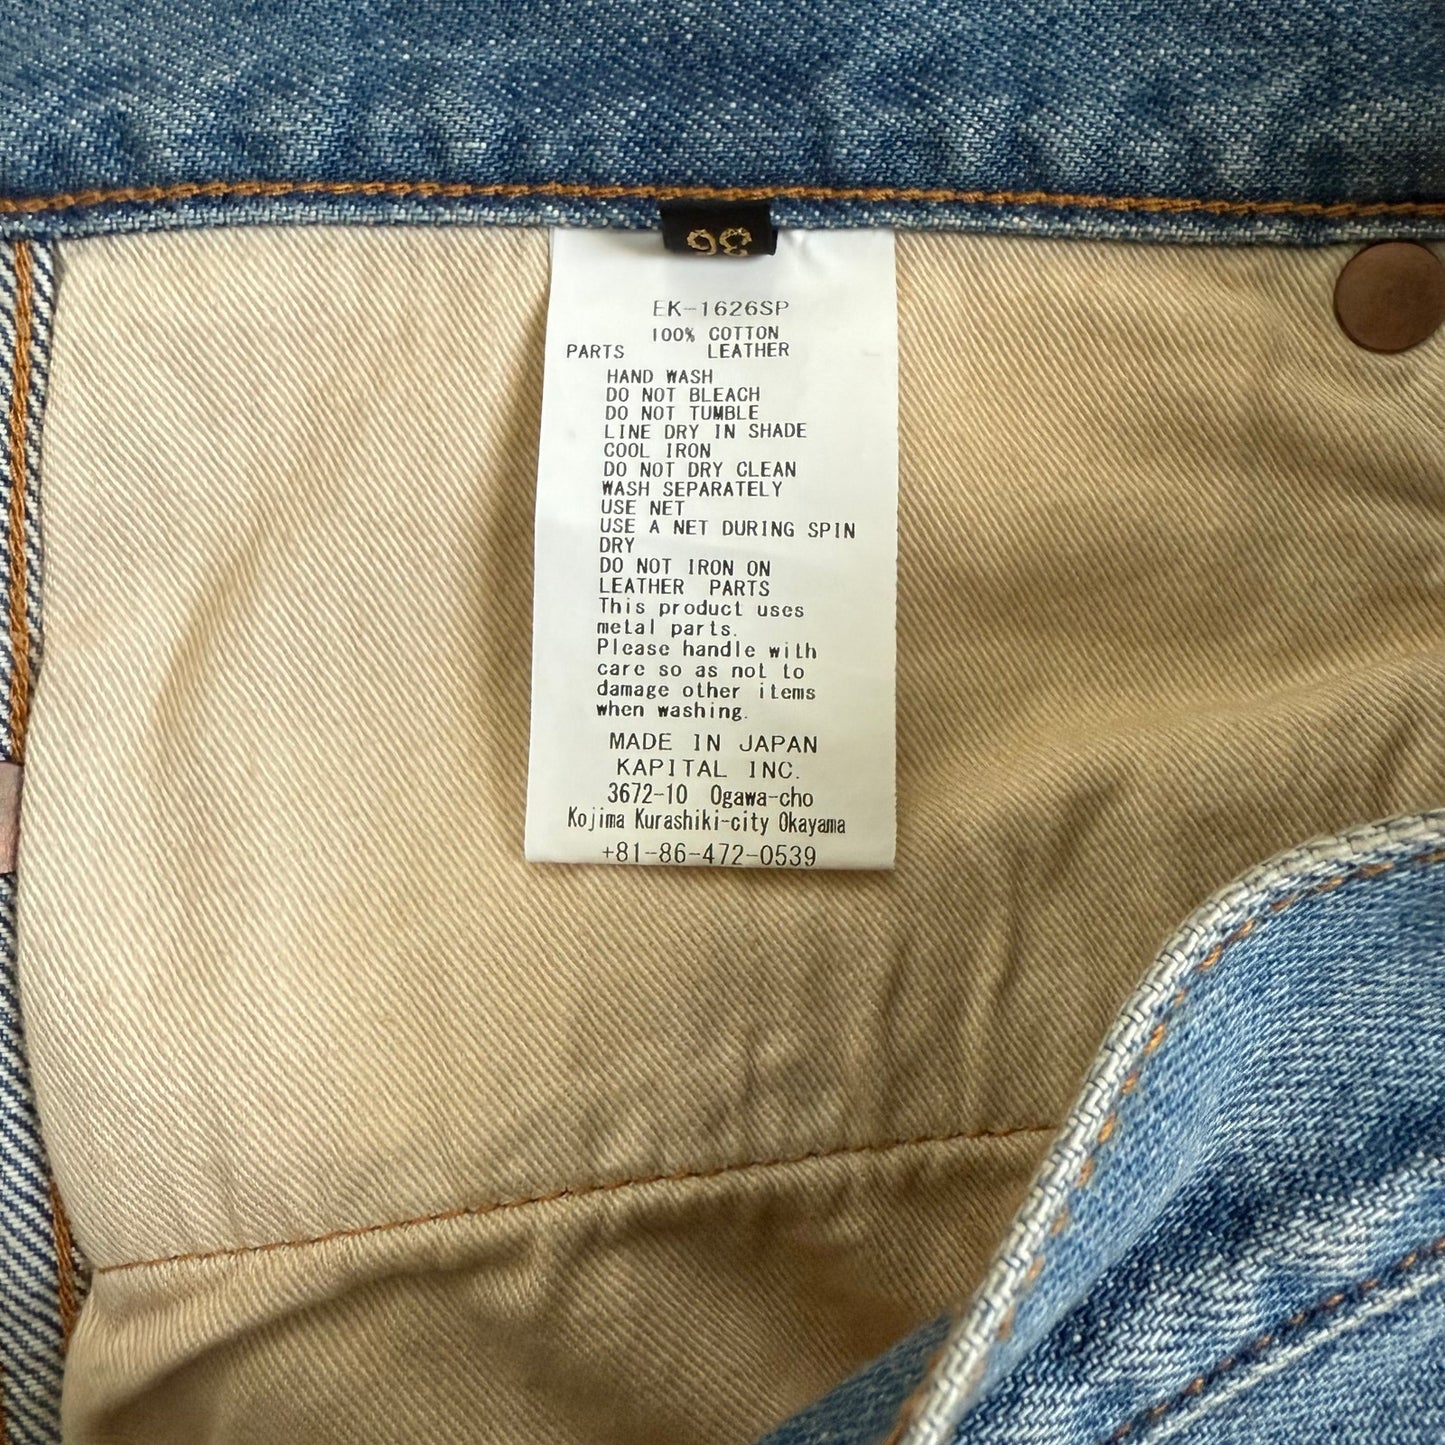 36
EK-1626SP
100% COTTON
PARTS LEATHER
HAND WASH
DO NOT BLEACH
DO NOT TUMBLE
LINE DRY IN SHADE
COOL IRON
DO NOT DRY CLEAN
WASH SEPARATELY
USE NET
USE A NET DURING SPIN
DRY
DO NOT IRON ON
LEATHER PARTS
This product uses
metal parts.
Please handle with
care so as not to
damage other items
when washing.
MADE IN JAPAN
KAPITAL INC.
3672-10 Ogawa-cho
Kojima Kurashiki-city Okayama
+81-86-472-0539